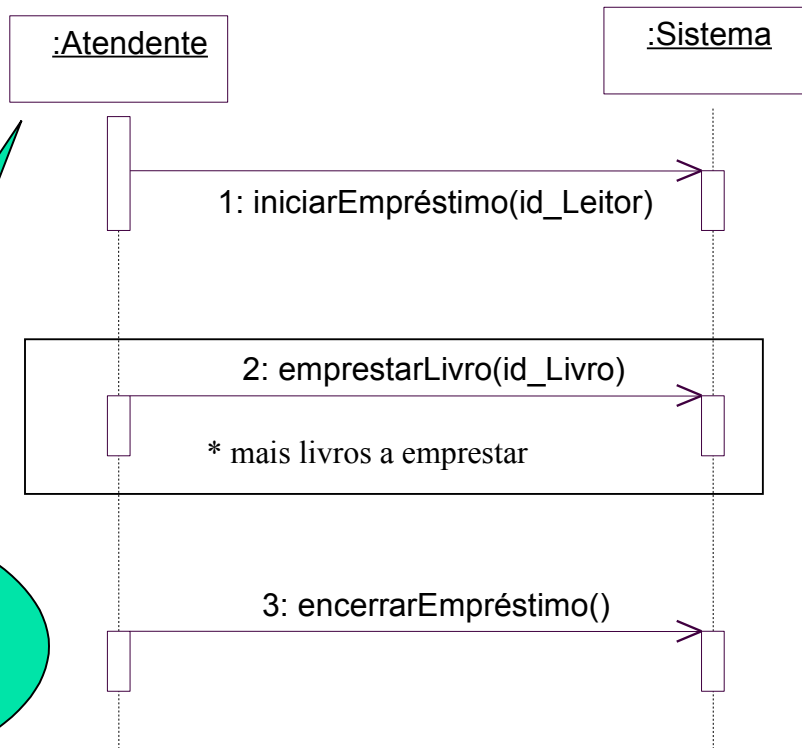 :Atendente
:Sistema
1: iniciarEmpréstimo(id_Leitor)
2: emprestarLivro(id_Livro)
* mais livros a emprestar
3: encerrarEmpréstimo()